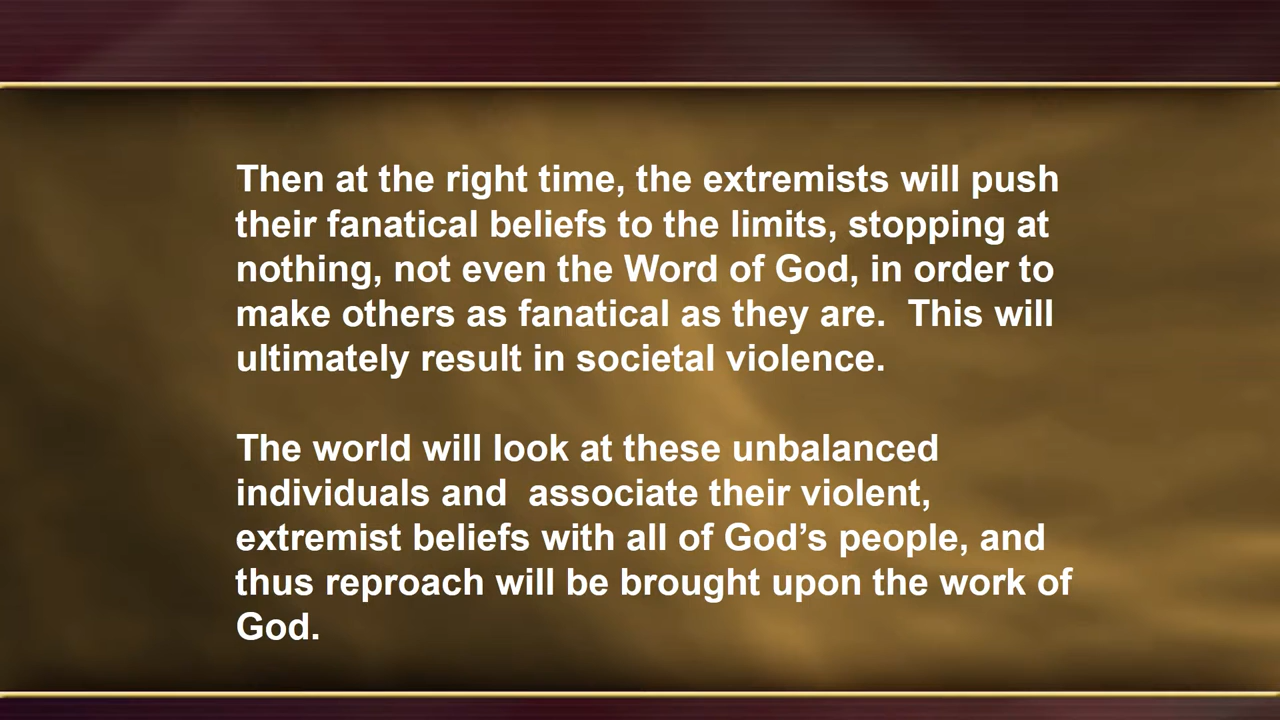 Then at the right time, the extremists will push
their fanatical beliefs to the limits, stopping at
nothing, not even the Word of God, in order to
make others as fanatical as they are.  This will
ultimately result in societal violence.
The world will look at these unbalanced
individuals and  associate their violent,
extremist beliefs with all of God’s people, and
thus reproach will be brought upon the work of
God.